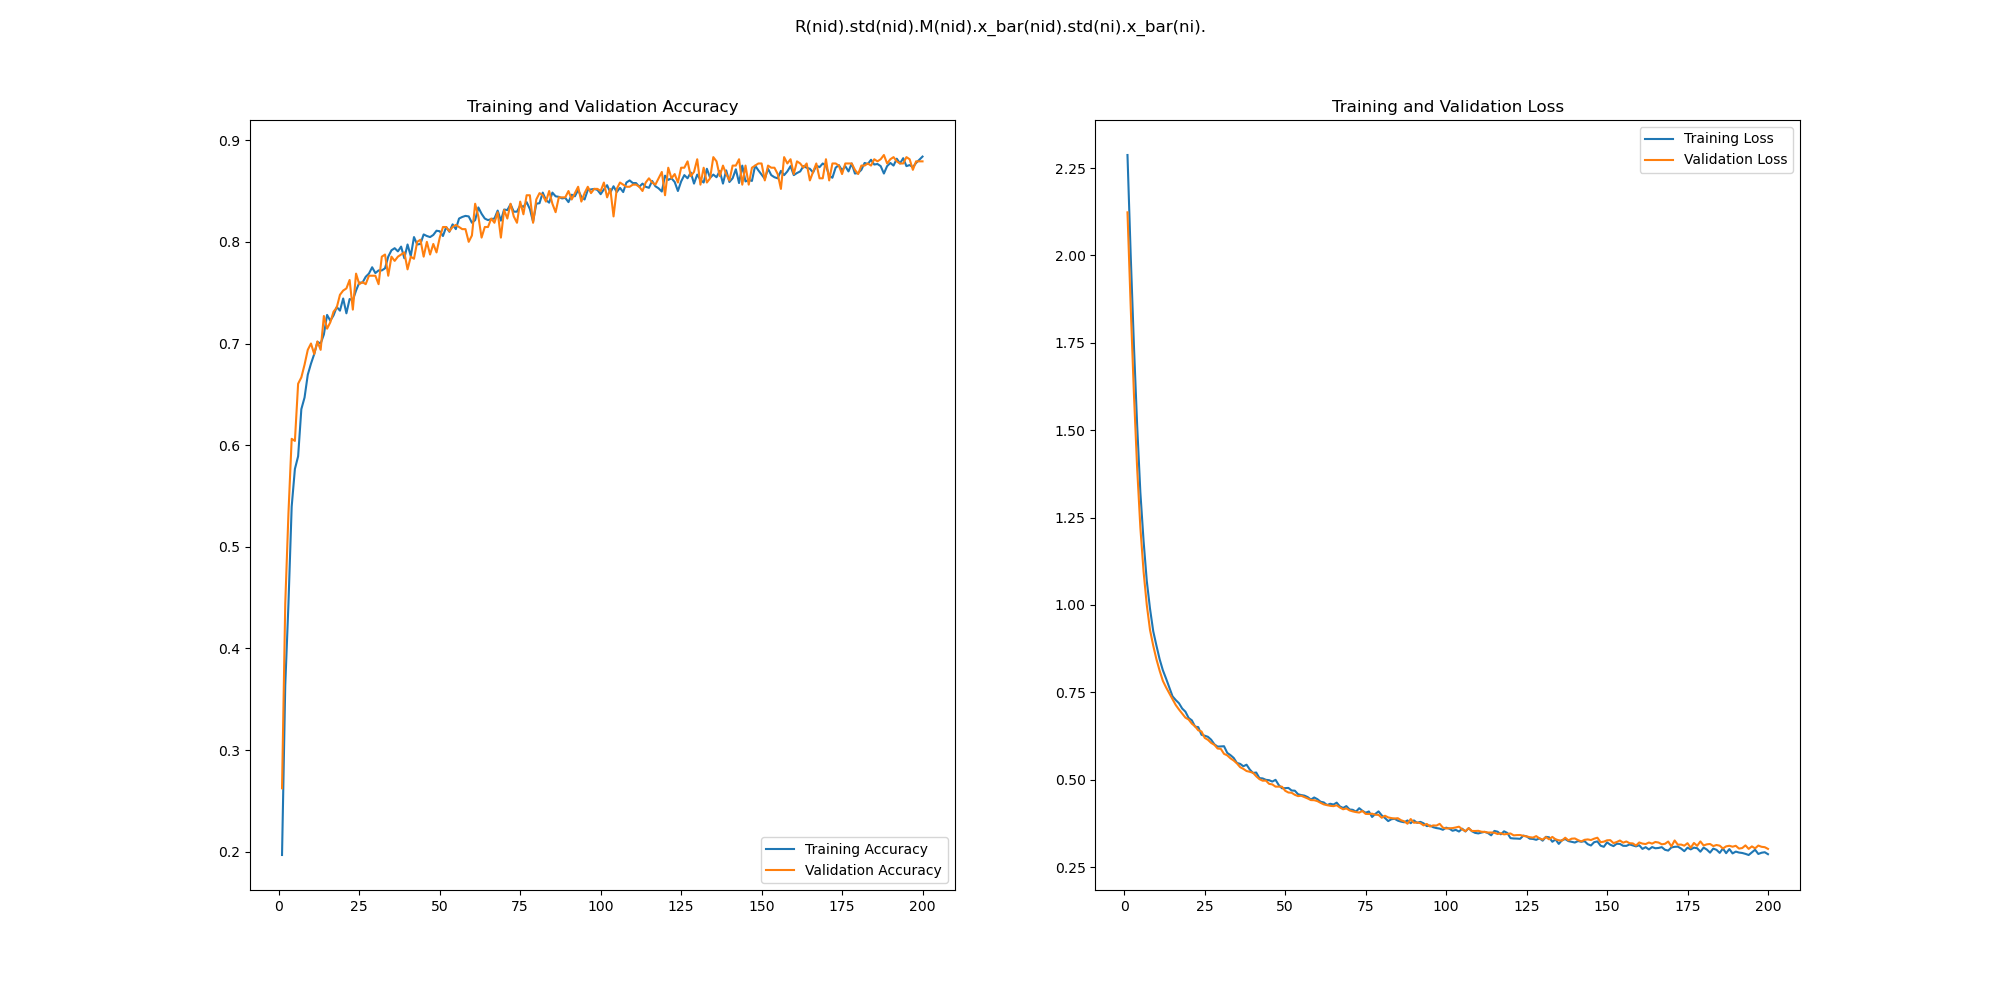 R(nid).std(nid).M(nid).x_bar(nid).std(ni).x_bar(ni).
Training and Validation Accuracy
0.9
0.8
0.7
0.6
0.5
0.4
0.3
0.2
Training Accuracy
Validation Accuracy
0 25 50 75 100 125 150 175 200
Training and Validation Loss
Training Loss
Validation Loss
2.25
2.00
1.75
1.50
1.25
1.00
0.75
0.50
0.25
0 25 50 75 100 125 150 175 200